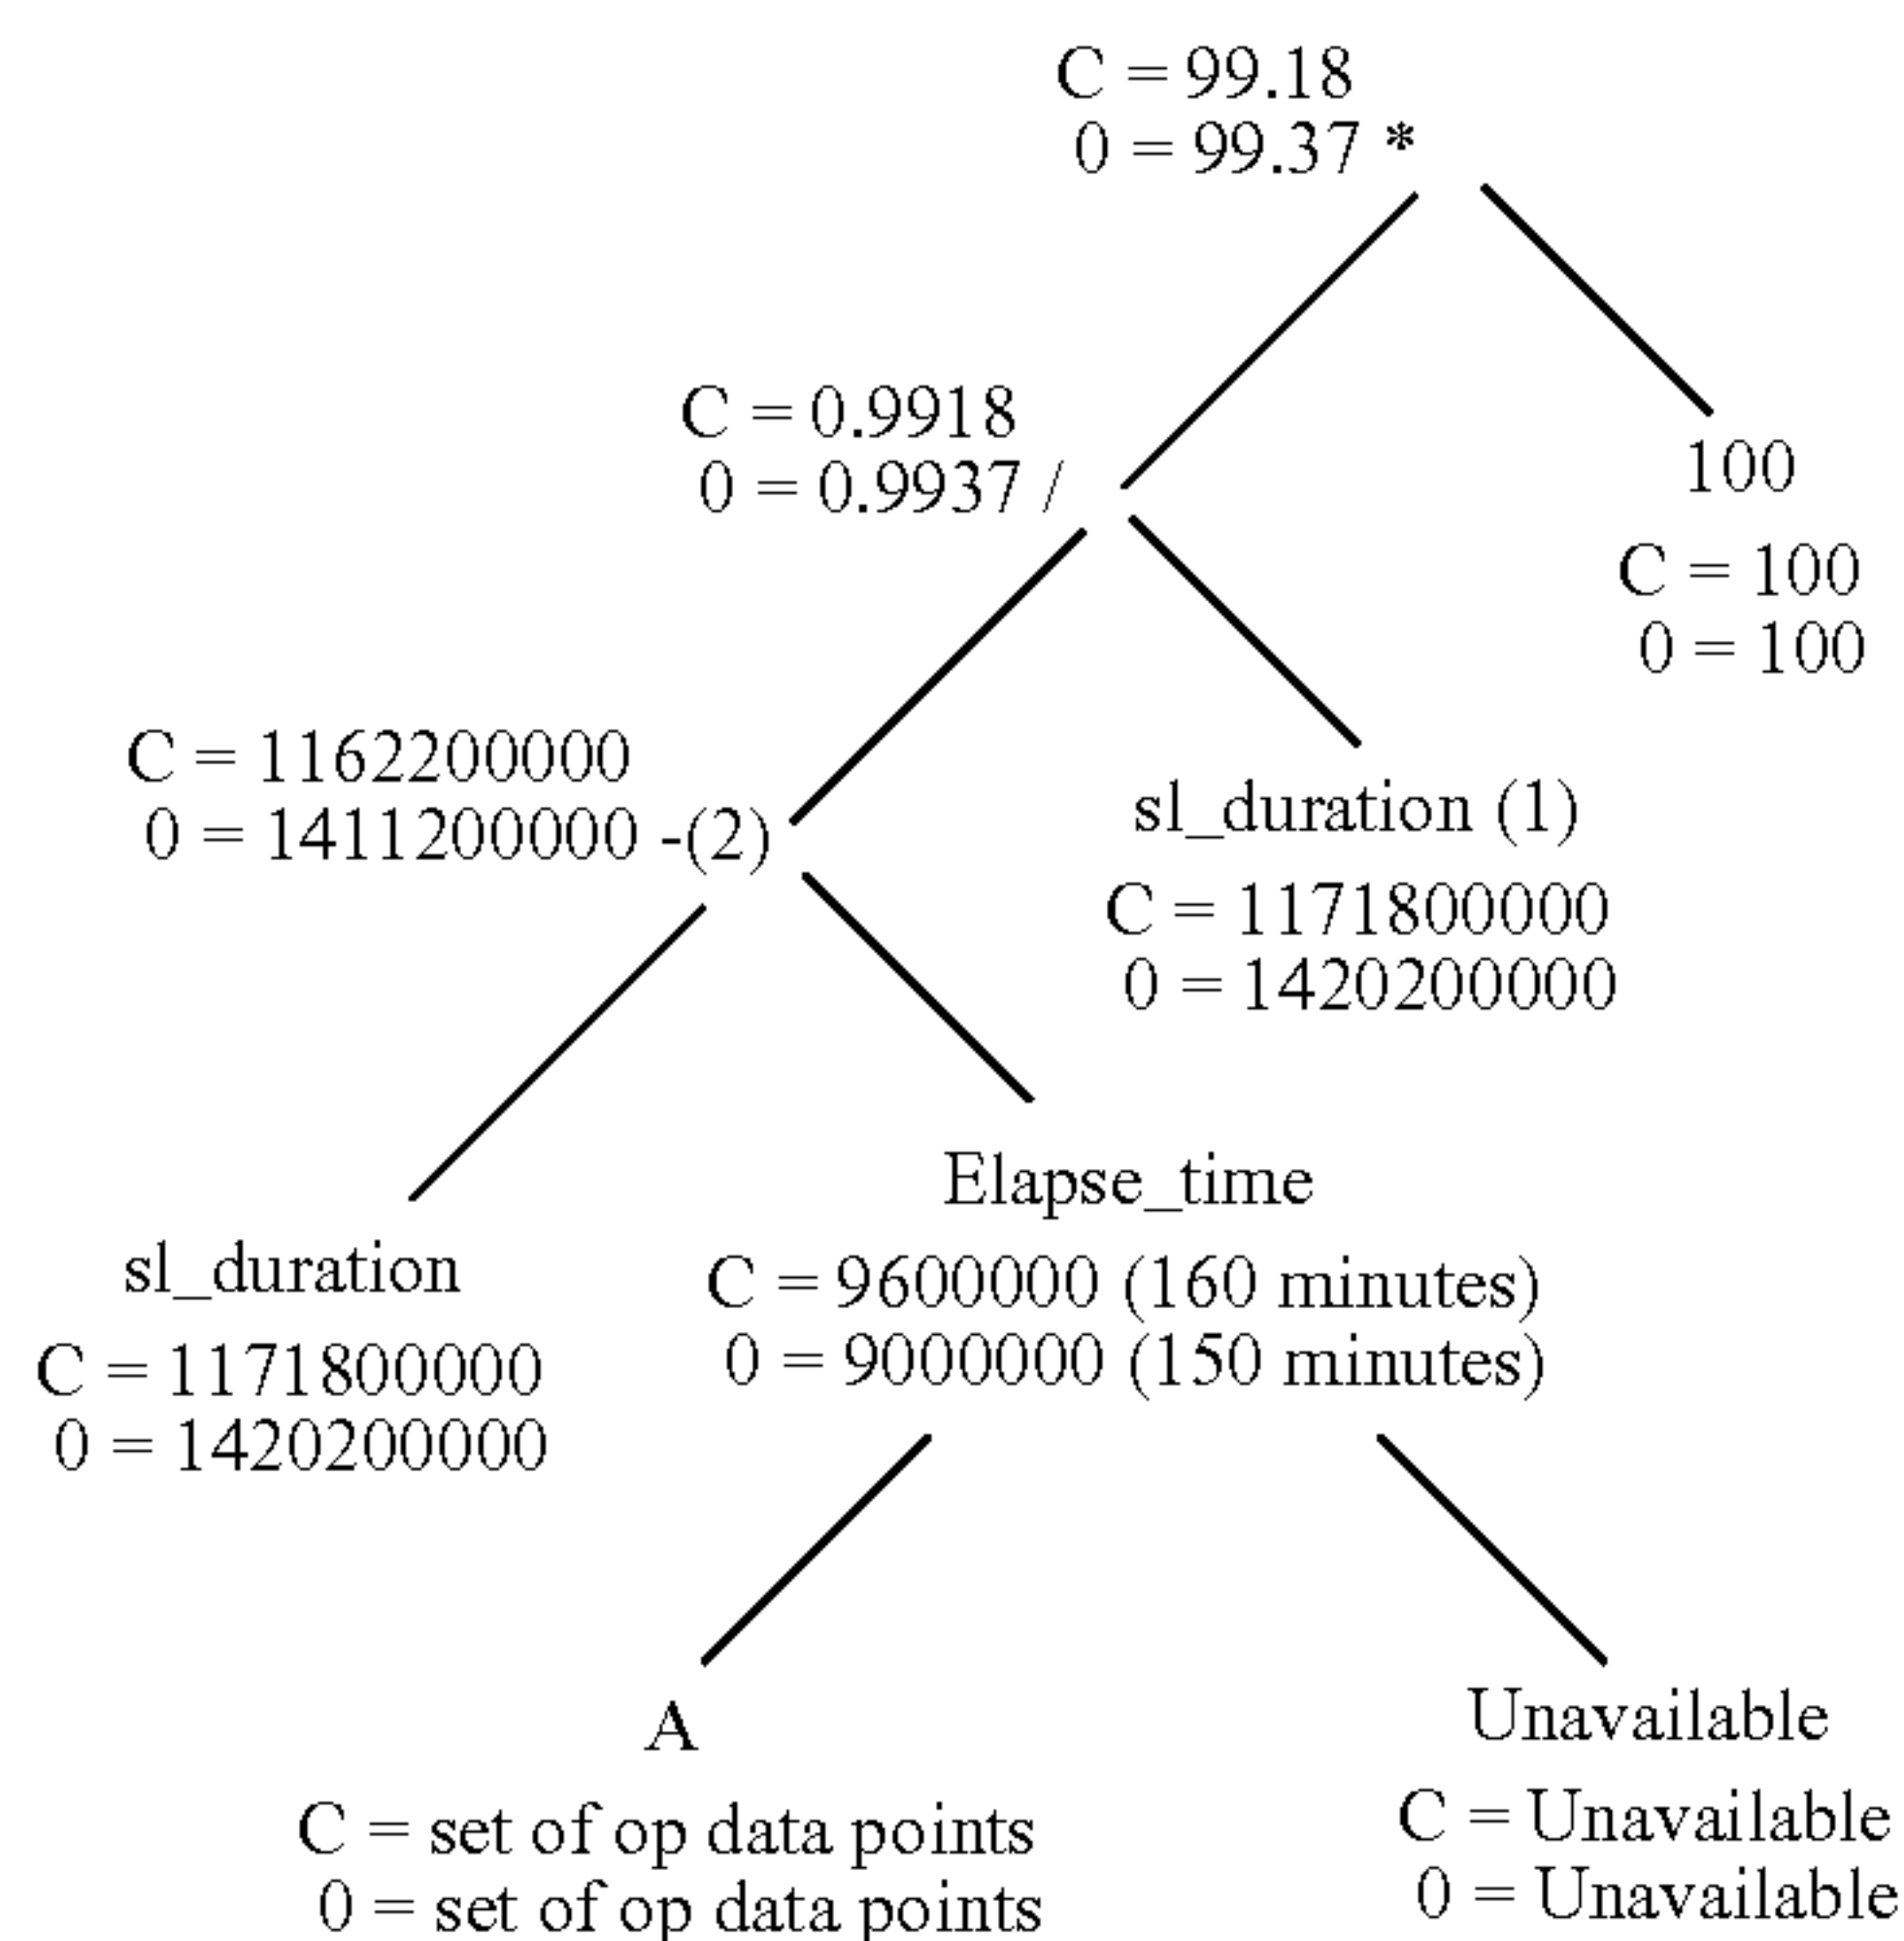 C = 99.18
0 = 99.37 *
C = 0.9918
0 = 0.9937 /
100
C = 100
0 = 100
C = 1162200000
0 = 1411200000 -(2)
sl_duration (1)
C = 1171800000
0 = 1420200000
Elapse_time
C = 9600000 (160 minutes)
0 = 9000000 (150 minutes)
sl_duration
C = 1171800000
0 = 1420200000
A
C = set of op data points
0 = set of op data points
Unavailable
C = Unavailable
0 = Unavailable